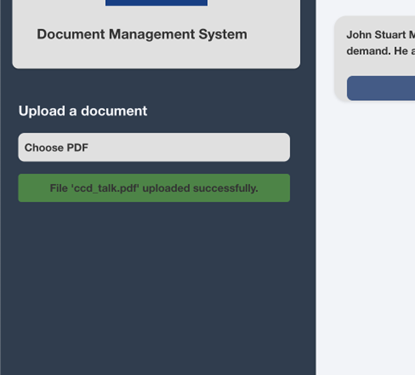 Document Management System
Upload a document
Choose PDF
File 'ccd_talk.pdf' uploaded successfully.
John Stuart M
demand. He a